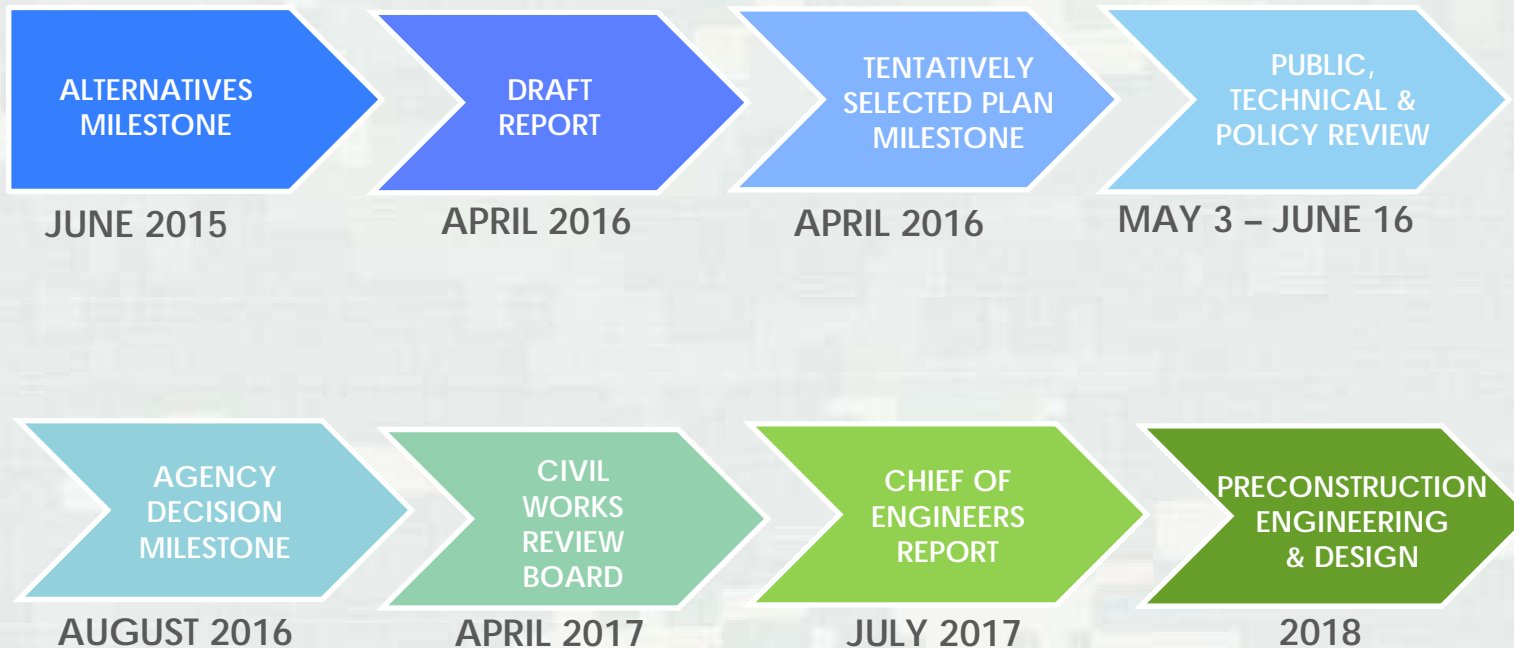 ALTERNATIVES
MILESTONE
JUNE 2015
DRAFT
REPORT
APRIL 2016
TENTATIVELY
SELECTED PLAN
MILESTONE
APRIL 2016
PUBLIC,
TECHNICAL &
POLICY REVIEW
MAY 3 – JUNE 16
AGENCY
DECISION
MILESTONE
AUGUST 2016
CIVIL
WORKS
REVIEW
BOARD
APRIL 2017
CHIEF OF
ENGINEERS
REPORT
JULY 2017
PRECONSTRUCTION
ENGINEERING
& DESIGN
2018